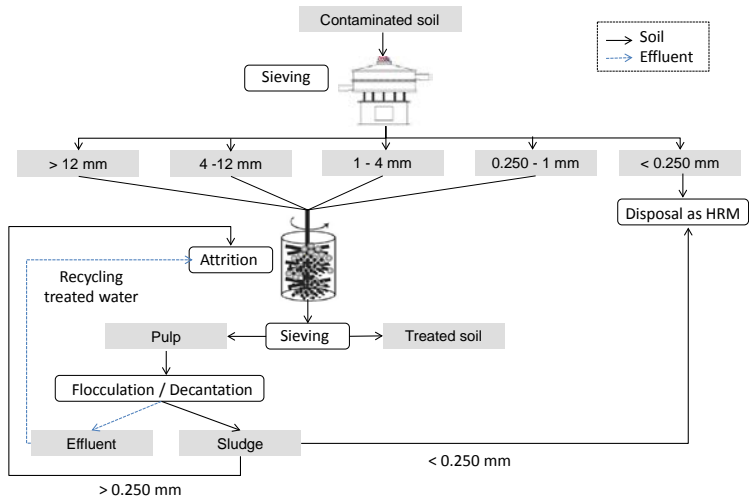 Contaminated soil
Soil
Effluent
Sieving
> 12 mm
4 -12 mm
1 - 4 mm
0.250 - 1 mm
< 0.250 mm
Disposal as HRM
Attrition
Recycling
treated water
Pulp
Sieving
Treated soil
Flocculation / Decantation
Effluent
Sludge
< 0.250 mm
> 0.250 mm